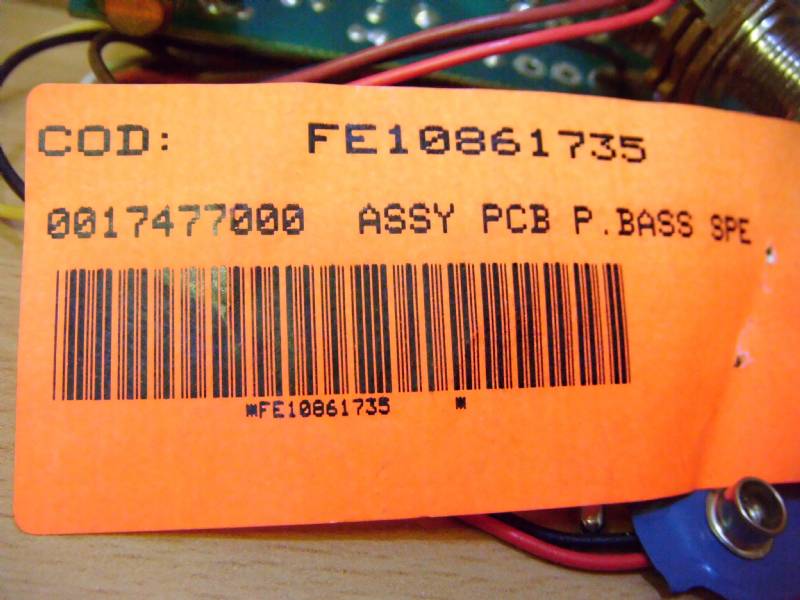 COD: FE10861735
0017477000 ASSY PCB P.BASS SPE
*FE10861735 *